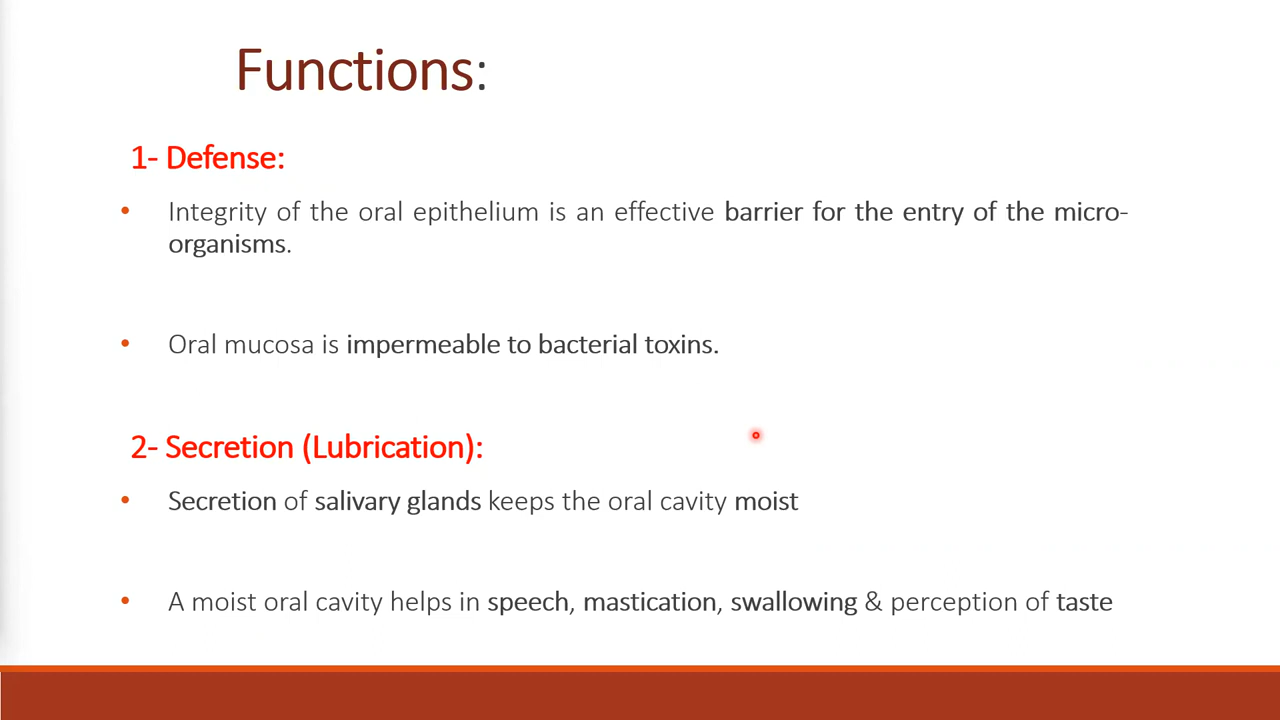 Functions:
1- Defense:
• Integrity of the oral epithelium is an effective barrier for the entry of the micro-
organisms.
• Oral mucosa is impermeable to bacterial toxins.
2- Secretion (Lubrication):
• Secretion of salivary glands keeps the oral cavity moist
• A moist oral cavity helps in speech, mastication, swallowing & perception of taste